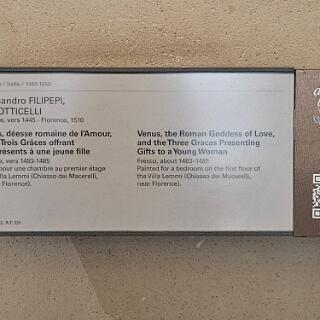 / Italie / 1450-1550
andro FILIPEPI,
OTTICELLI
e, vers 1445 - Florence, 1510
s, déesse romaine de l'Amour,
Trois Grâces offrant
résents à une jeune fille
e, vers 1483-1485
pour une chambre au premier étage
illa Lemmi (Chiasso dei Macerelli,
Florence).
Venus, the Roman Goddess of Love,
and the Three Graces Presenting
Gifts to a Young Woman
Fresco, about 1483-1485
Painted for a bedroom on the first floor of
the Villa Lemmi (Chiasso dei Macerelli,
near Florence).
R.F. 321